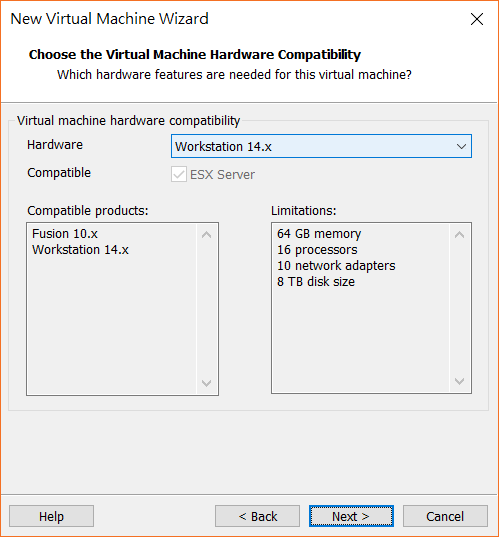 New Virtual Machine Wizard
Choose the Virtual Machine Hardware Compatibility
Which hardware features are needed for this virtual machine?
Virtual machine hardware compatibility
Hardware
Workstation 14.x
Compatible
ESX Server
Compatible products:
Fusion 10.x
Workstation 14.x
Limitations:
64 GB memory
16 processors
10 network adapters
8 TB disk size
Help
< Back
Next >
Cancel